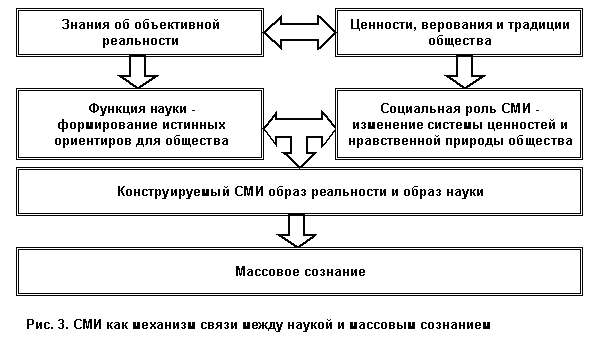 Знания об объективной
реальности
Ценности, верования и традиции
общества
Функция науки -
формирование истинных
ориентиров для общества
Социальная роль СМИ -
изменение системы ценностей и
нравственной природы общества
Конструируемый СМИ образ реальности и образ науки
Массовое сознание
Рис. 3. СМИ как механизм связи между наукой и массовым сознанием